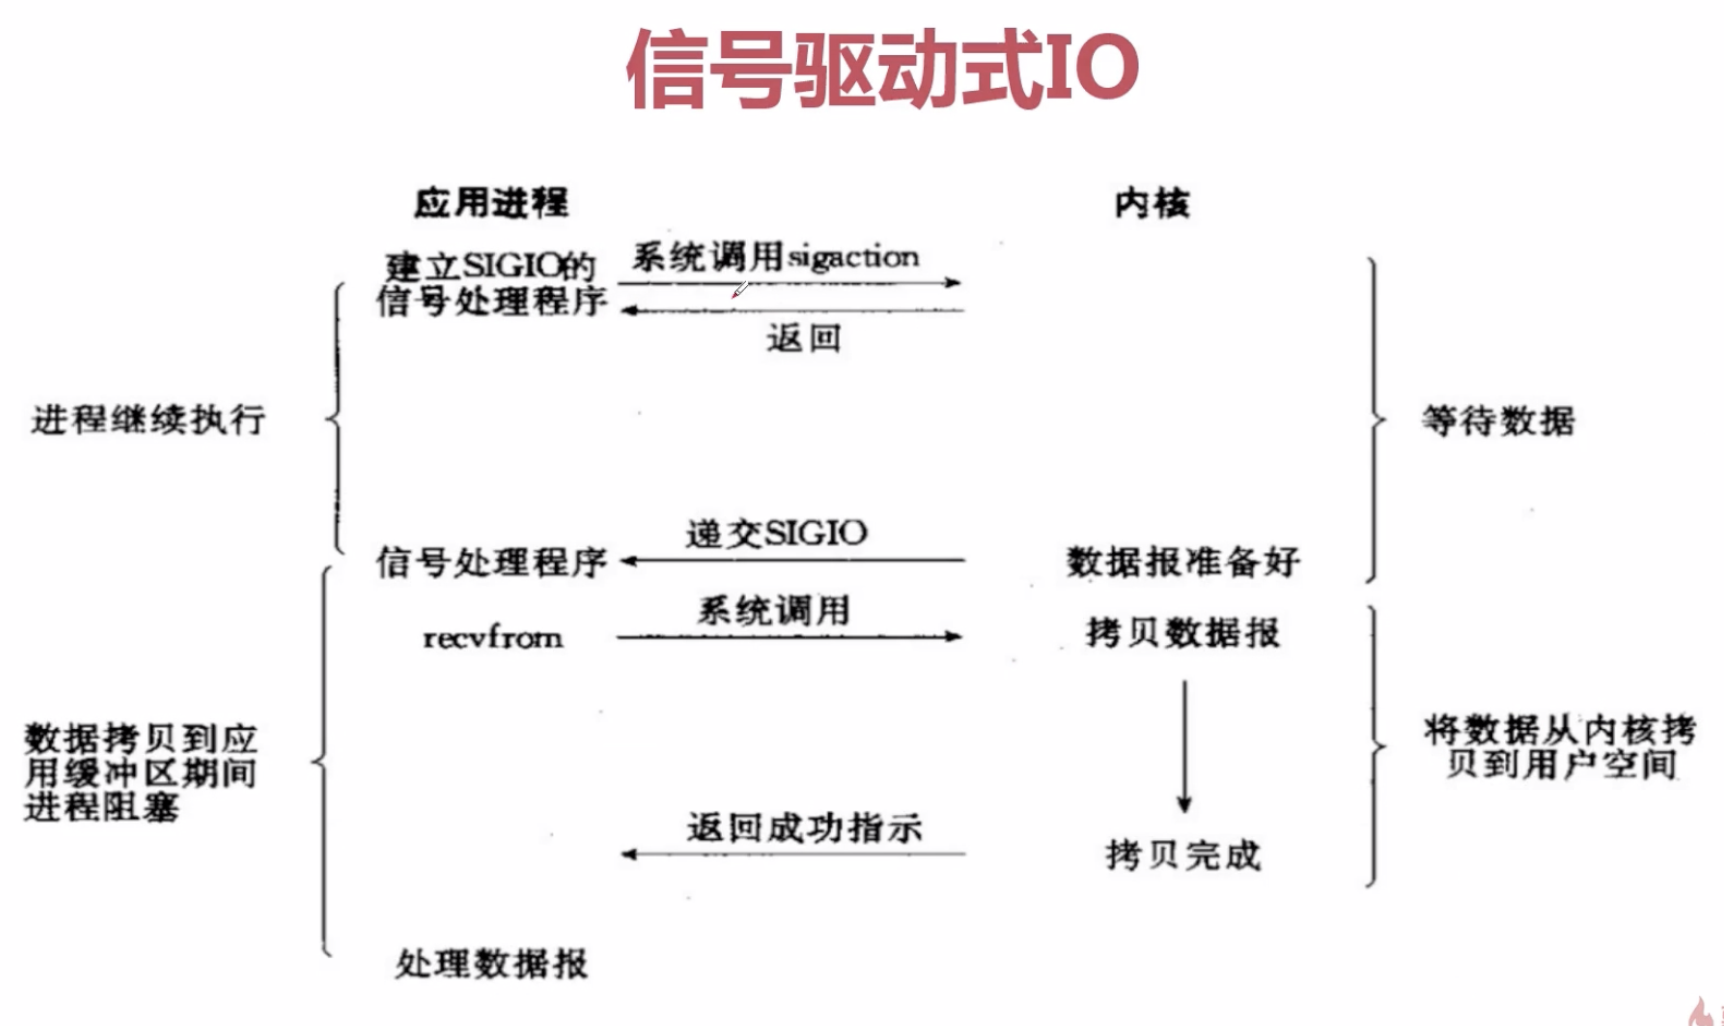 信号驱动式IO
应用进程
内核
建立SIGIO的
信号处理程序
系统调用sigaction
返回
进程继续执行
等待数据
递交SIGIO
信号处理程序
数据报准备好
系统调用
recvfrom
拷贝数据报
数据拷贝到应
用缓冲区期间
进程阻塞
将数据从内核拷
贝到用户空间
返回成功指示
拷贝完成
处理数据报